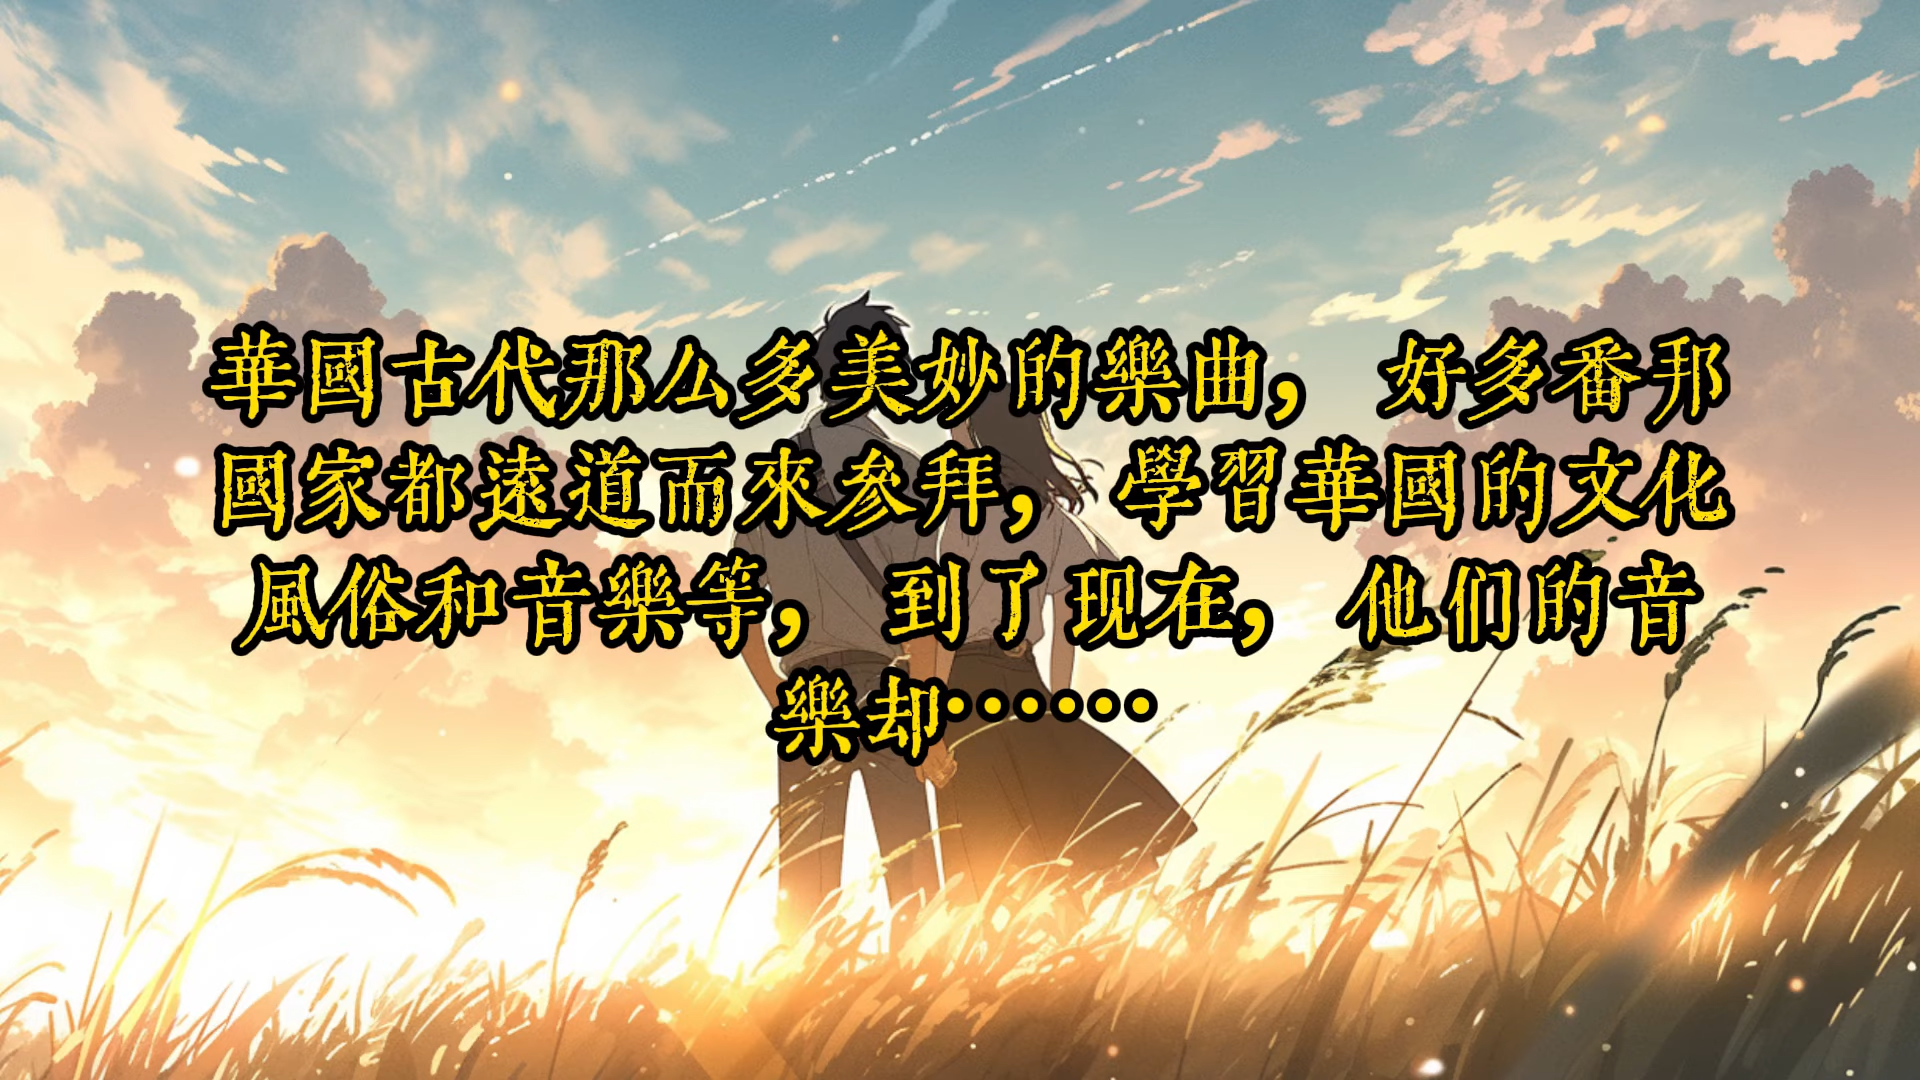 華國古代那么多美妙的樂曲，好多番邦
國家都遠道而來參拜，學習華國的文化
風俗和音樂等，到了现在，他们的音
樂却……